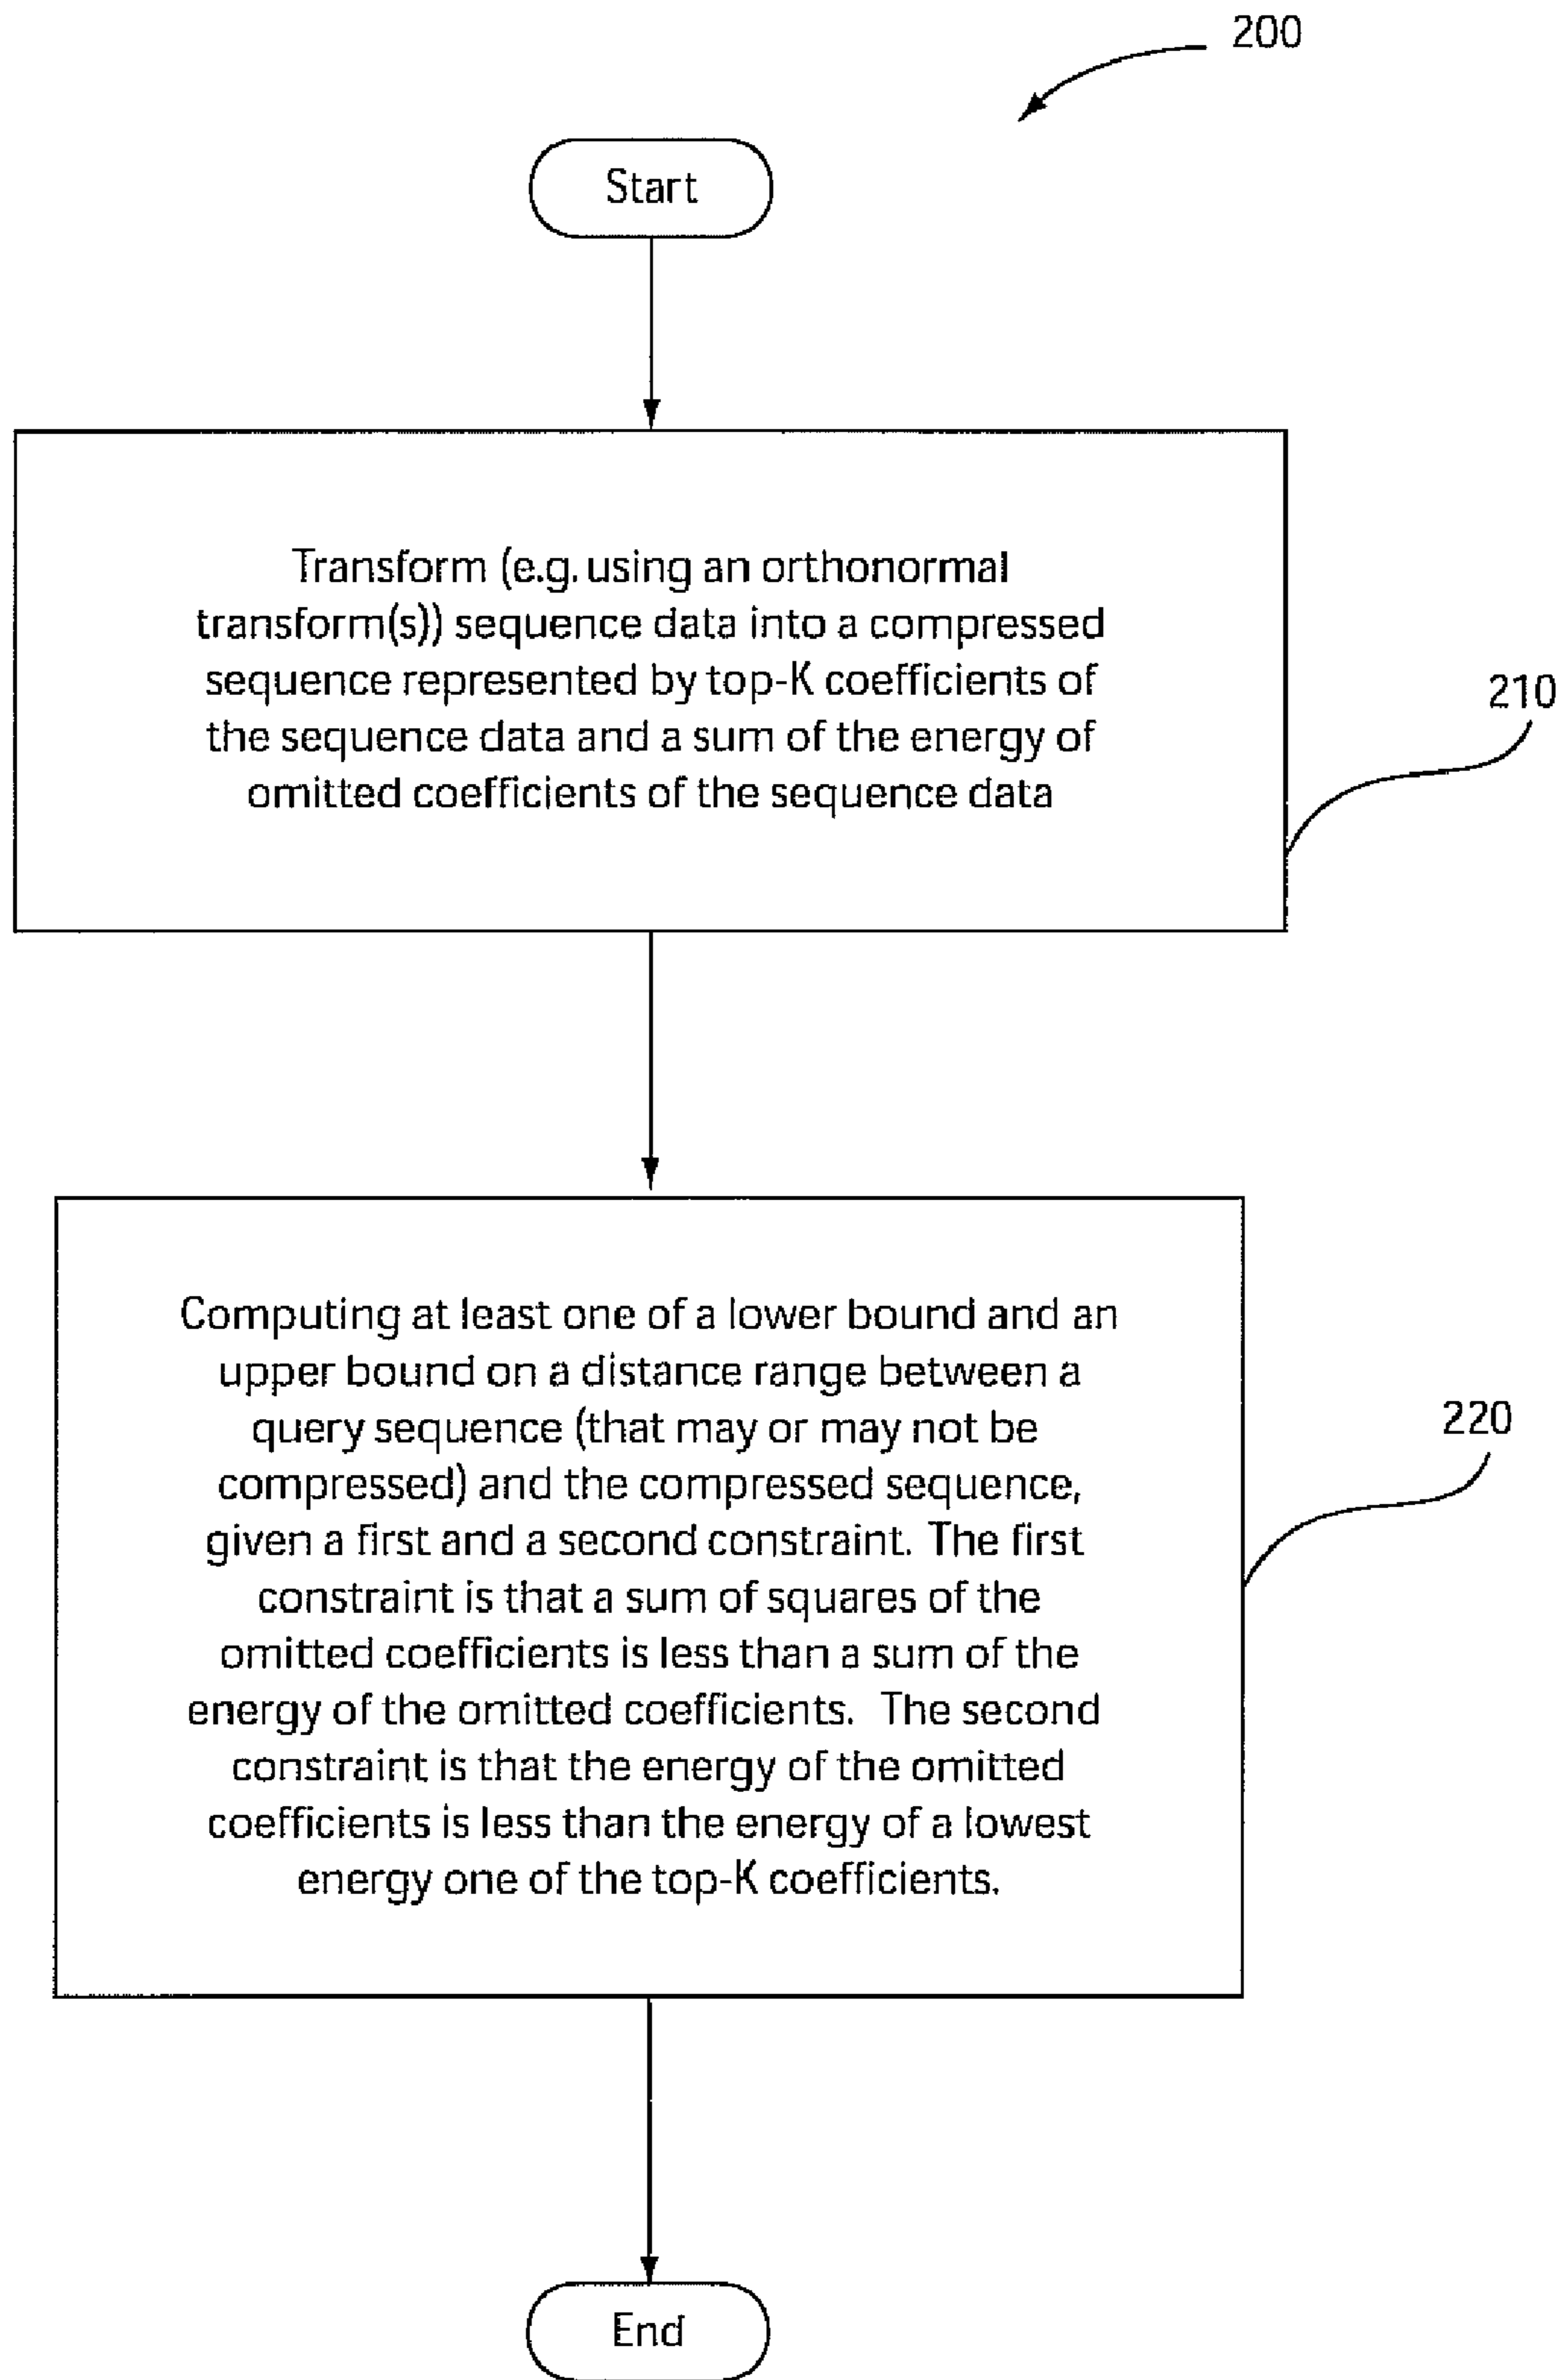 200
Start
Transform (e.g. using an orthonormal
transform(s)) sequence data into a compressed
sequence represented by top-K coefficients of
the sequence data and a sum of the energy of
omitted coefficients of the sequence data
210
Computing at least one of a lower bound and an
upper bound on a distance range between a
query sequence (that may or may not be
compressed) and the compressed sequence,
given a first and a second constraint. The first
constraint is that a sum of squares of the
omitted coefficients is less than a sum of the
energy of the omitted coefficients. The second
constraint is that the energy of the omitted
coefficients is less than the energy of a lowest
energy one of the top-K coefficients.
220
End